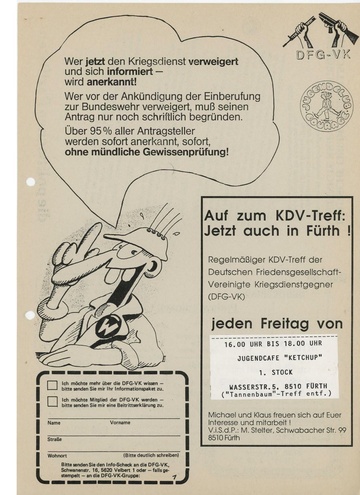 DFG-VK
Wer jetzt den Kriegsdienst verweigert
und sich informiert –
wird anerkannt!
Wer vor der Ankündigung der Einberufung
zur Bundeswehr verweigert, muß seinen
Antrag nur noch schriftlich begründen.
Über 95% aller Antragsteller
werden sofort anerkannt, sofort,
ohne mündliche Gewissenprüfung!
Auf zum KDV-Treff:
Jetzt auch in Fürth !
Regelmäßiger KDV-Treff der
Deutschen Friedensgesellschaft-
Vereinigte Kriegsdienstgegner
(DFG-VK)
jeden Freitag von
16.00 UHR BIS 18.00 UHR
JUGENDCAFE "KETCHUP"
1. STOCK
WASSERSTR.5, 8510 FÜRTH
("Tannenbaum"-Treff entf.)
Michael und Klaus freuen sich auf Euer
Interesse und mitarbeit !
V.i.S.d.P.: M. Stelter, Schwabacher Str. 99
8510 Fürth
Ich möchte mehr über die DFG-VK wissen –
bitte senden Sie mir Ihr Informationspaket zu.
Ich möchte Mitglied der DFG-VK werden –
bitte senden Sie mir eine Beitrittserklärung zu.
Name Vorname
Straße
Wohnort (Bitte deutlich schreiben)
Bitte senden Sie den Info-Scheck an die DFG-VK,
Schwanenstr. 16, 5620 Velbert 1 oder – falls ge-
stempelt – an die DFG-VK-Gruppe:
1